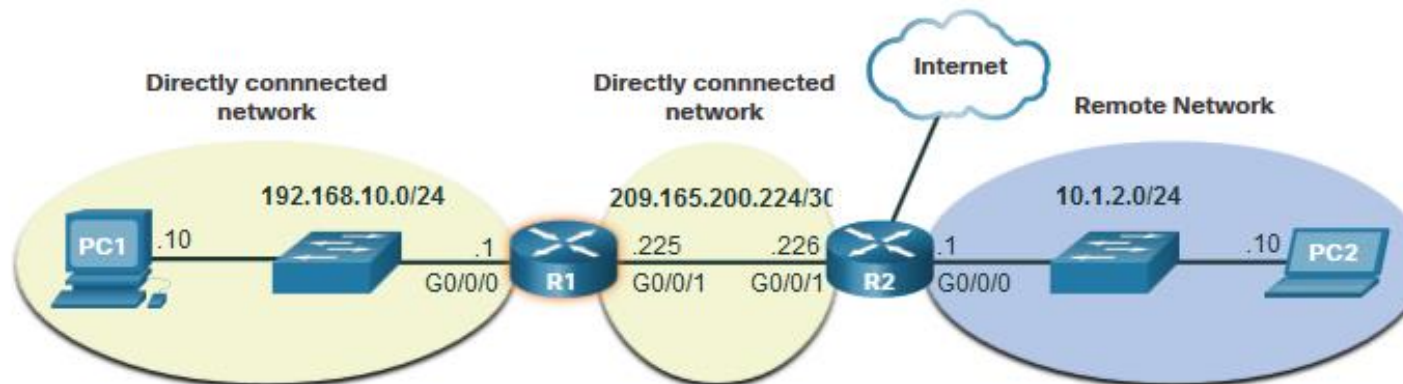 Directly connnected
network
Directly connnected
network
Internet
Remote Network
192.168.10.0/24
209.165.200.224/30
10.1.2.0/24
PC1
.10
.1
G0/0/0
R1
.225
G0/0/1
.226
G0/0/1
R2
.1
G0/0/0
.10
PC2